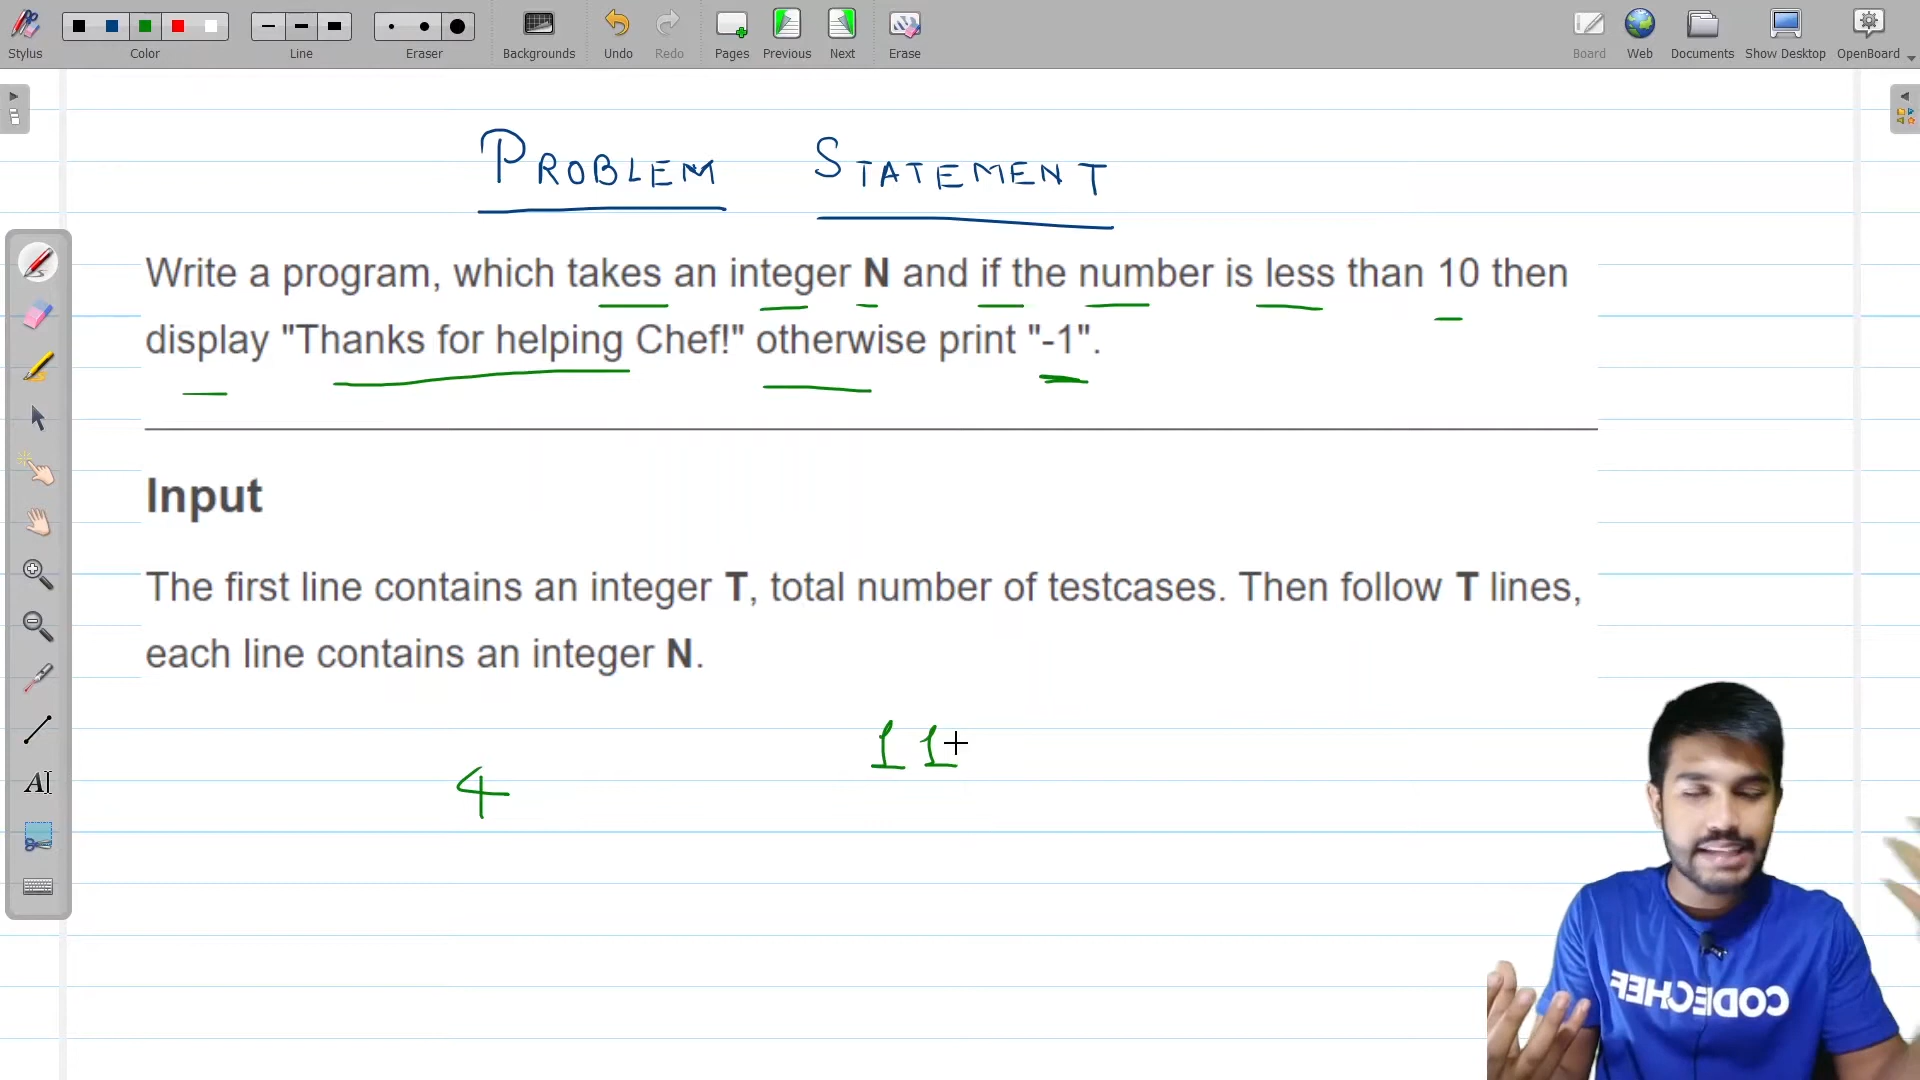 Stylus Color Line Eraser Backgrounds Undo Redo Pages Previous Next Erase Board Web Documents Show Desktop OpenBoard
PROBLEM STATEMENT
Write a program, which takes an integer N and if the number is less than 10 then
display "Thanks for helping Chef!" otherwise print "-1".
Input
The first line contains an integer T, total number of testcases. Then follow T lines,
each line contains an integer N.
11
4
AI
CODECHEF